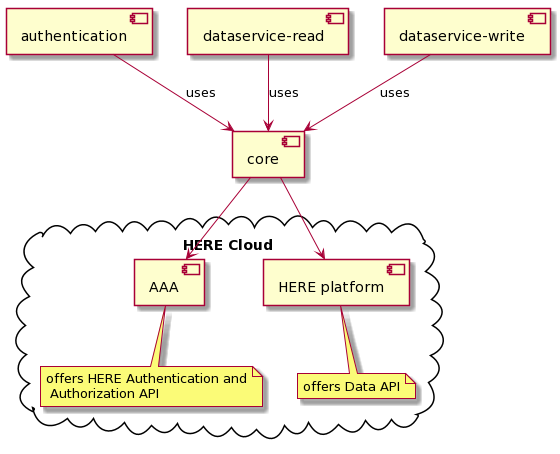 authentication
dataservice-read
dataservice-write
uses
uses
uses
core
HERE Cloud
AAA
HERE platform
offers HERE Authentication and
Authorization API
offers Data API